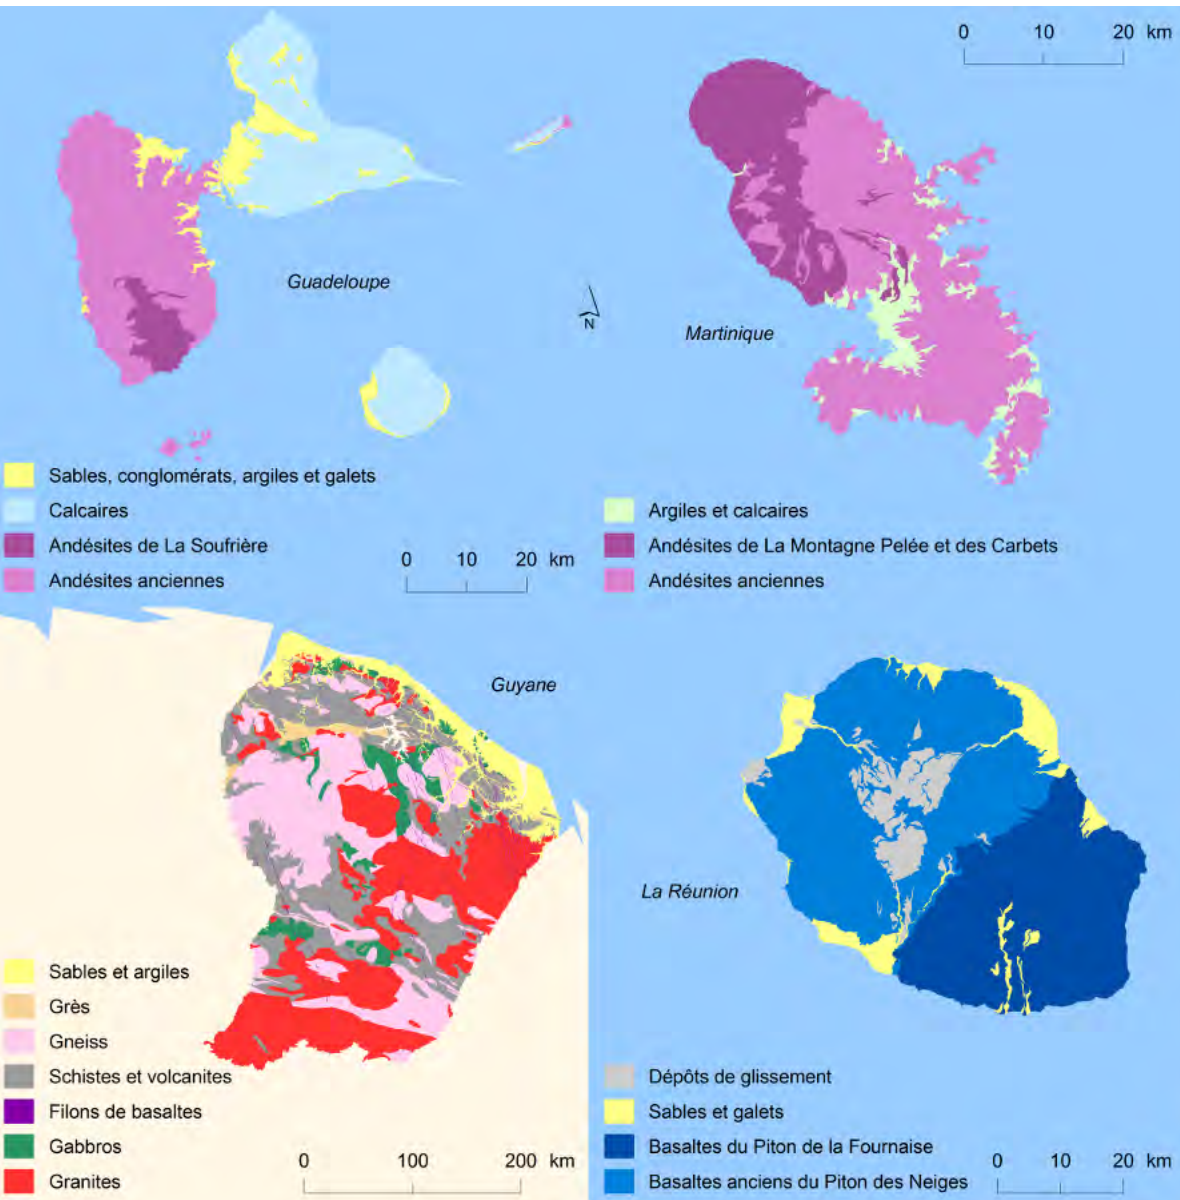 0 10 20 km
Guadeloupe
N
Martinique
Sables, conglomérats, argiles et galets
Calcaires
Andésites de La Soufrière
Andésites anciennes
0 10 20 km
Argiles et calcaires
Andésites de La Montagne Pelée et des Carbets
Andésites anciennes
Guyane
Sables et argiles
Grès
Gneiss
Schistes et volcanites
Filons de basaltes
Gabbros
Granites
0 100 200 km
La Réunion
Dépôts de glissement
Sables et galets
Basaltes du Piton de la Fournaise
Basaltes anciens du Piton des Neiges
0 10 20 km